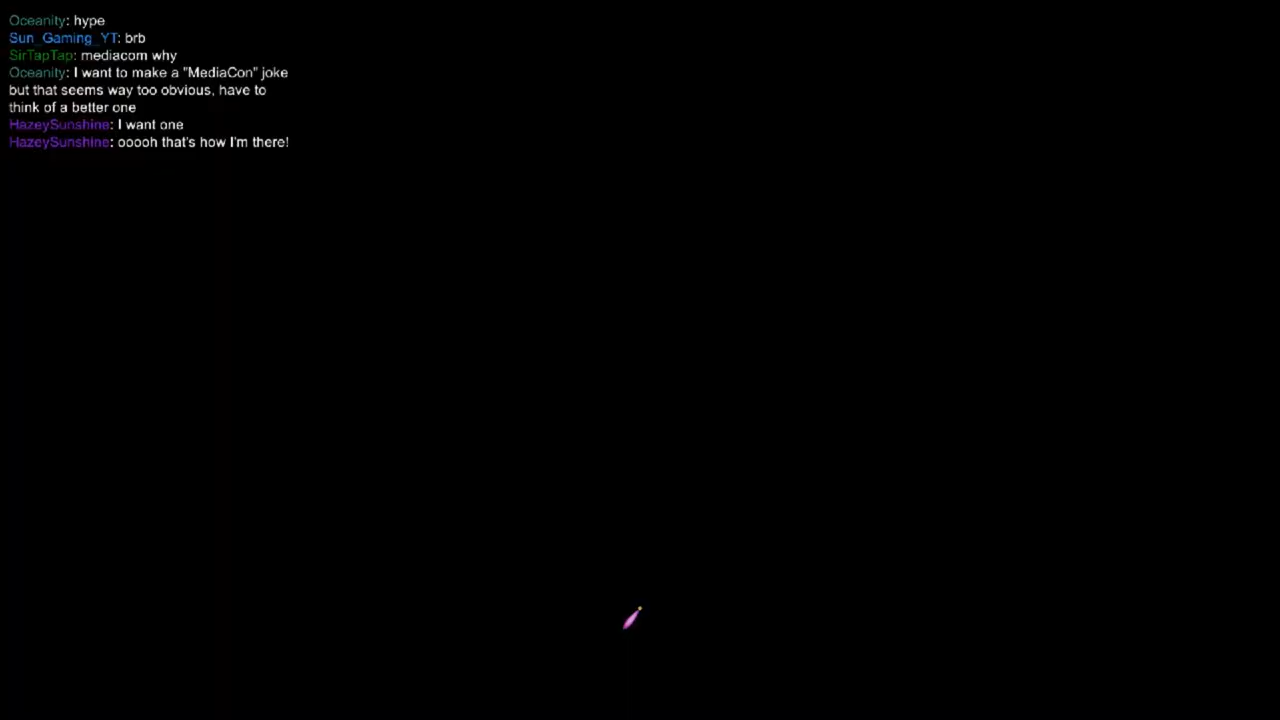 Oceanity: hype
Sun_Gaming_YT: brb
SirTapTap: mediacom why
Oceanity: I want to make a "MediaCon" joke
but that seems way too obvious, have to
think of a better one
HazeySunshine: I want one
HazeySunshine: ooooh that's how I'm there!